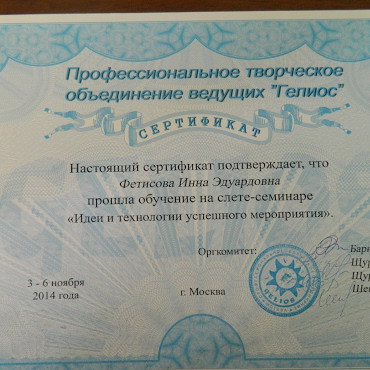 Профессиональное творческое
объединение ведущих "Гелиос"
СЕРТИФИКАТ
Настоящий сертификат подтверждает, что
Фетисова Инна Эдуардовна
прошла обучение на слете-семинаре
«Идеи и технологии успешного мероприятия».
Оргкомитет:
3 - 6 ноября
2014 года
г. Москва